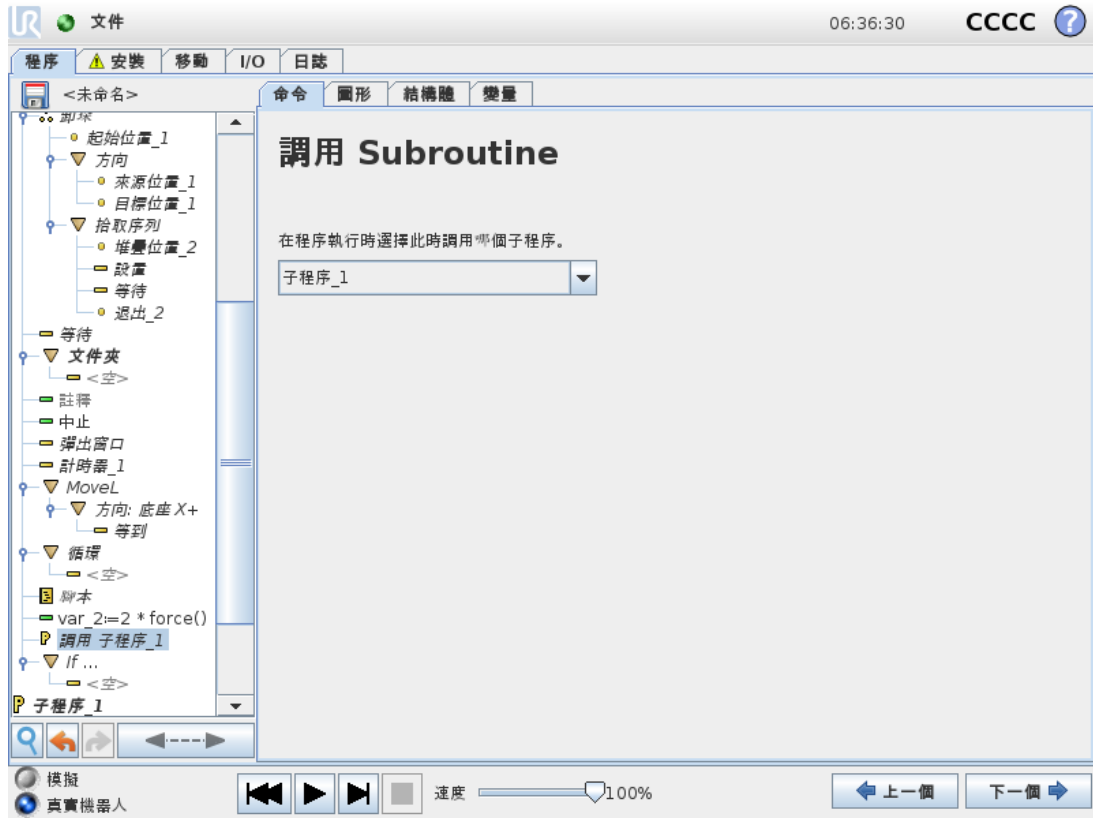 UR 文件 06:36:30 CCCC ?
程序 安裝 移動 I/O 日誌
<未命名> 命令 圖形 結構體 變量
卸垛
起始位置_1
方向
來源位置_1
目標位置_1
拾取序列
堆疊位置_2
設置
等待
退出_2
等待
文件夾
<空>
註釋
中止
彈出窗口
計時器_1
MoveL
方向: 底座 X+
等到
循環
<空>
腳本
var_2:=2 * force()
調用 子程序_1
If ...
<空>
子程序_1
調用 Subroutine
在程序執行時選擇此時調用哪個子程序。
子程序_1
模擬
真實機器人
速度 100%
上一個 下一個